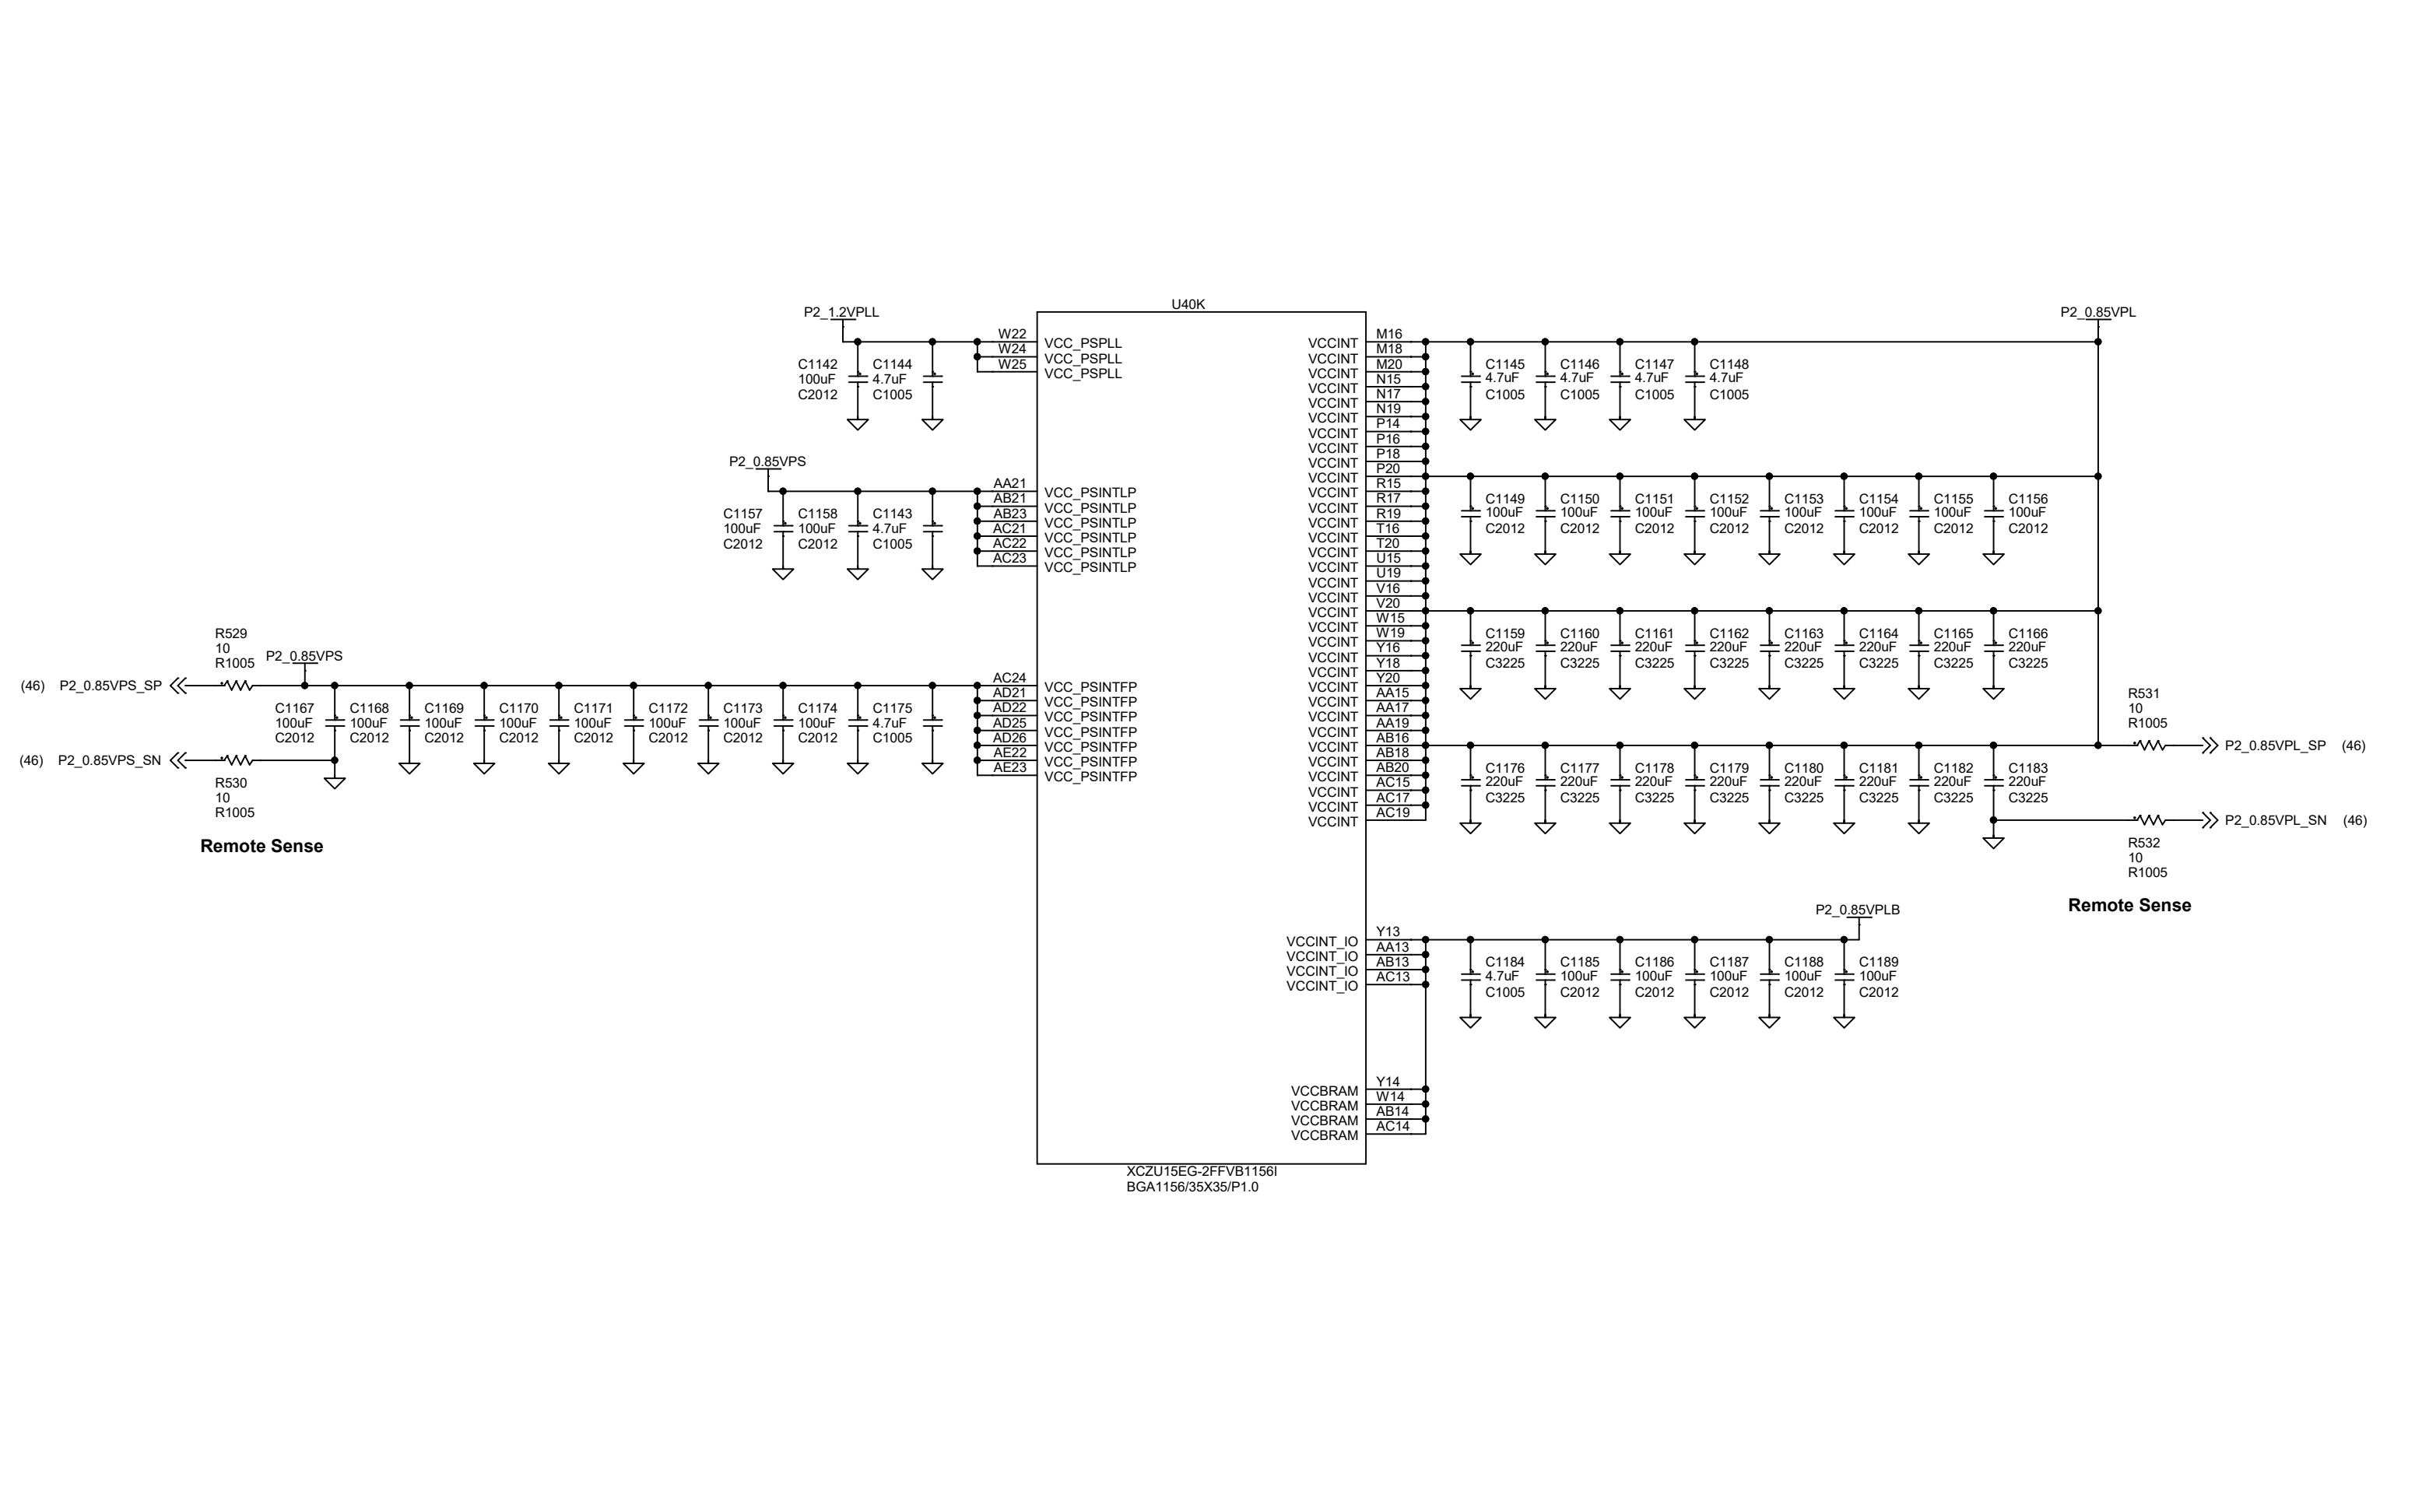 U40K
P2_1.2VPLL
W22 VCC_PSPLL
W24 VCC_PSPLL
W25 VCC_PSPLL
C1142 C1144
100uF 4.7uF
C2012 C1005
P2_0.85VPS
AA21 VCC_PSINTLP
AB21 VCC_PSINTLP
AB23 VCC_PSINTLP
AC21 VCC_PSINTLP
AC22 VCC_PSINTLP
AC23 VCC_PSINTLP
C1157 C1158 C1143
100uF 100uF 4.7uF
C2012 C2012 C1005
R529
10
R1005
P2_0.85VPS
(46) P2_0.85VPS_SP
AC24 VCC_PSINTFP
AD21 VCC_PSINTFP
AD22 VCC_PSINTFP
AD25 VCC_PSINTFP
AD26 VCC_PSINTFP
AE22 VCC_PSINTFP
AE23 VCC_PSINTFP
C1167 C1168 C1169 C1170 C1171 C1172 C1173 C1174 C1175
100uF 100uF 100uF 100uF 100uF 100uF 100uF 100uF 4.7uF
C2012 C2012 C2012 C2012 C2012 C2012 C2012 C2012 C1005
(46) P2_0.85VPS_SN
R530
10
R1005
Remote Sense
P2_0.85VPL
VCCINT M16
VCCINT M18
VCCINT M20
VCCINT N15
VCCINT N17
VCCINT N19
VCCINT P14
VCCINT P16
VCCINT P18
VCCINT P20
VCCINT R15
VCCINT R17
VCCINT R19
VCCINT T16
VCCINT T20
VCCINT U15
VCCINT U19
VCCINT V16
VCCINT V20
VCCINT W15
VCCINT W19
VCCINT Y16
VCCINT Y18
VCCINT Y20
VCCINT AA15
VCCINT AA17
VCCINT AA19
VCCINT AB16
VCCINT AB18
VCCINT AB20
VCCINT AC15
VCCINT AC17
VCCINT AC19
C1145 C1146 C1147 C1148
4.7uF 4.7uF 4.7uF 4.7uF
C1005 C1005 C1005 C1005
C1149 C1150 C1151 C1152 C1153 C1154 C1155 C1156
100uF 100uF 100uF 100uF 100uF 100uF 100uF 100uF
C2012 C2012 C2012 C2012 C2012 C2012 C2012 C2012
C1159 C1160 C1161 C1162 C1163 C1164 C1165 C1166
220uF 220uF 220uF 220uF 220uF 220uF 220uF 220uF
C3225 C3225 C3225 C3225 C3225 C3225 C3225 C3225
R531
10
R1005
P2_0.85VPL_SP (46)
C1176 C1177 C1178 C1179 C1180 C1181 C1182 C1183
220uF 220uF 220uF 220uF 220uF 220uF 220uF 220uF
C3225 C3225 C3225 C3225 C3225 C3225 C3225 C3225
P2_0.85VPL_SN (46)
R532
10
R1005
Remote Sense
P2_0.85VPLB
VCCINT_IO Y13
VCCINT_IO AA13
VCCINT_IO AB13
VCCINT_IO AC13
C1184 C1185 C1186 C1187 C1188 C1189
4.7uF 100uF 100uF 100uF 100uF 100uF
C1005 C2012 C2012 C2012 C2012 C2012
VCCBRAM Y14
VCCBRAM W14
VCCBRAM AB14
VCCBRAM AC14
XCZU15EG-2FFVB1156I
BGA1156/35X35/P1.0